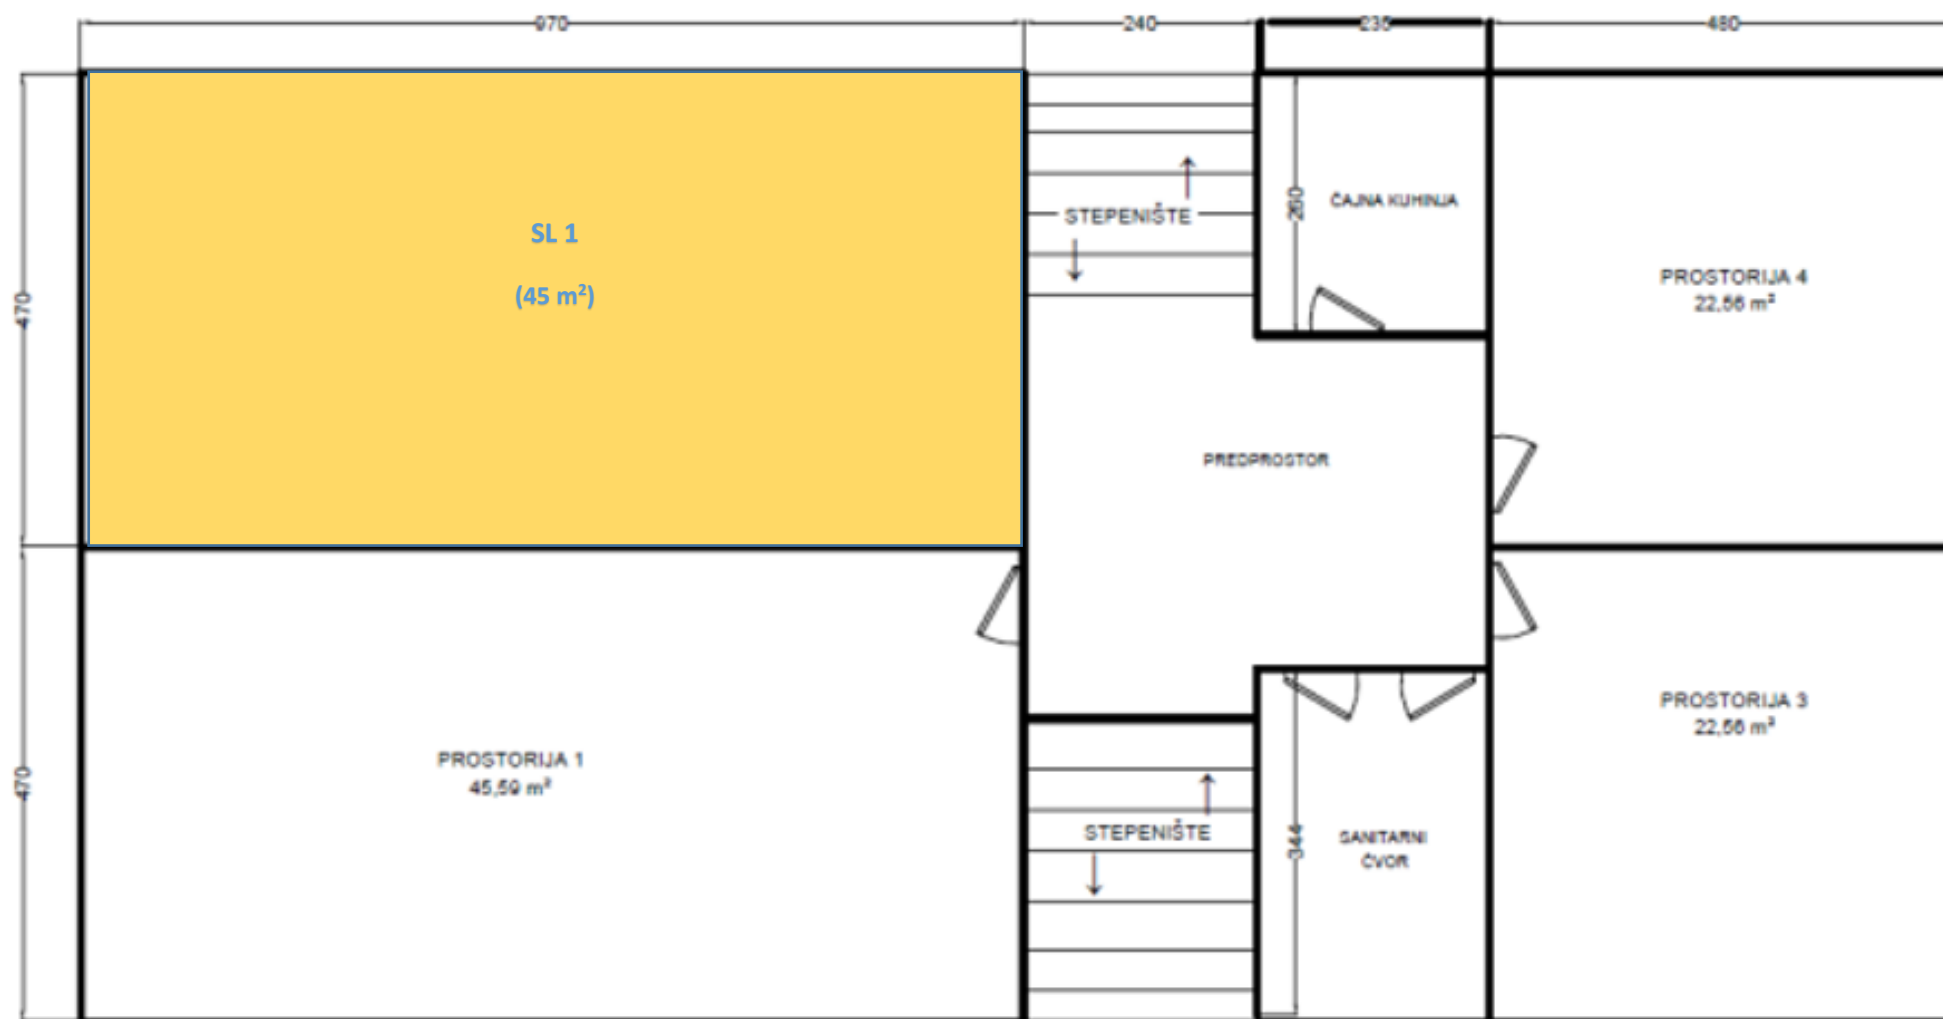 970
240
235
480
470
SL 1
(45 m²)
STEPENIŠTE
260
ČAJNA KUHINJA
PROSTORIJA 4
22,56 m²
PREDPROSTOR
470
PROSTORIJA 1
45,59 m²
STEPENIŠTE
344
SANITARNI
ČVOR
PROSTORIJA 3
22,56 m²